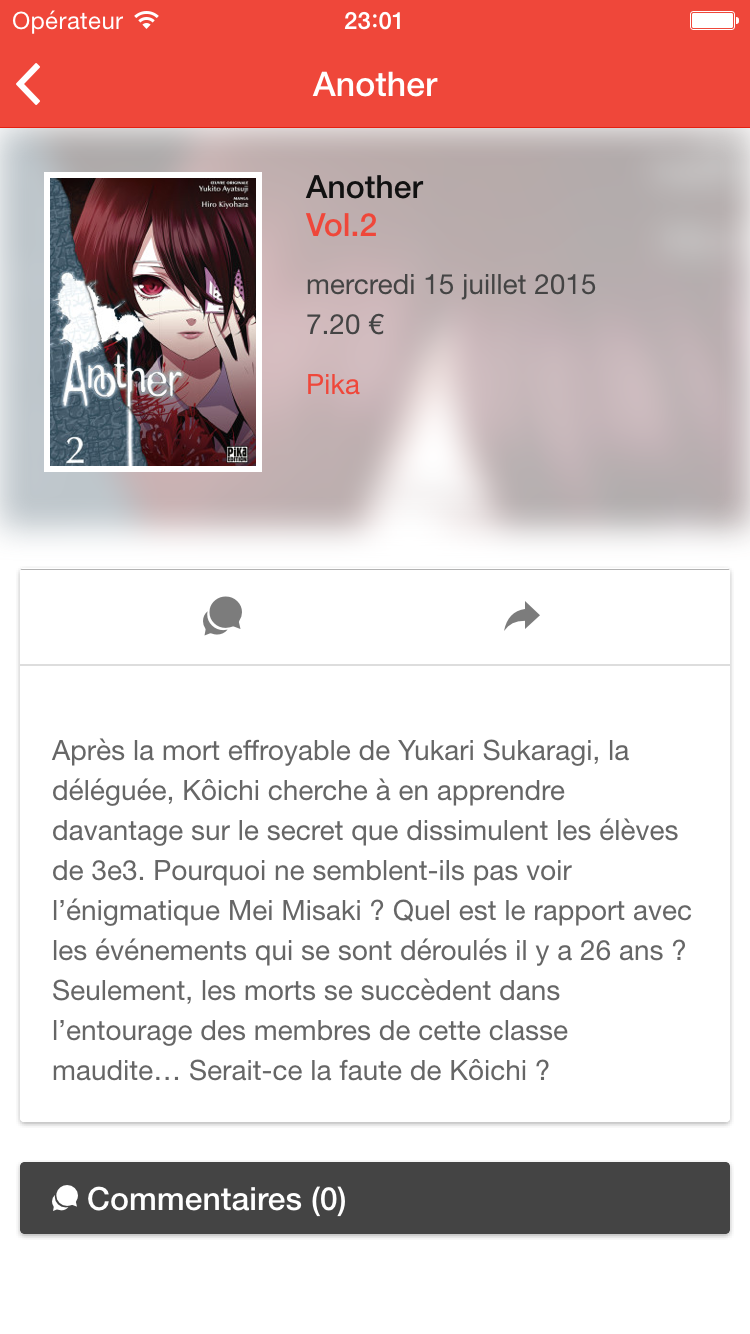 Opérateur 23:01
Another
ŒUVRE ORIGINALE
Yukito Ayatsuji
MANGA
Hiro Kiyohara
Another
2
Pika
ÉDITION
Another
Vol.2
mercredi 15 juillet 2015
7.20 €
Pika
Après la mort effroyable de Yukari Sukaragi, la
déléguée, Kôichi cherche à en apprendre
davantage sur le secret que dissimulent les élèves
de 3e3. Pourquoi ne semblent-ils pas voir
l’énigmatique Mei Misaki ? Quel est le rapport avec
les événements qui se sont déroulés il y a 26 ans ?
Seulement, les morts se succèdent dans
l’entourage des membres de cette classe
maudite… Serait-ce la faute de Kôichi ?
Commentaires (0)